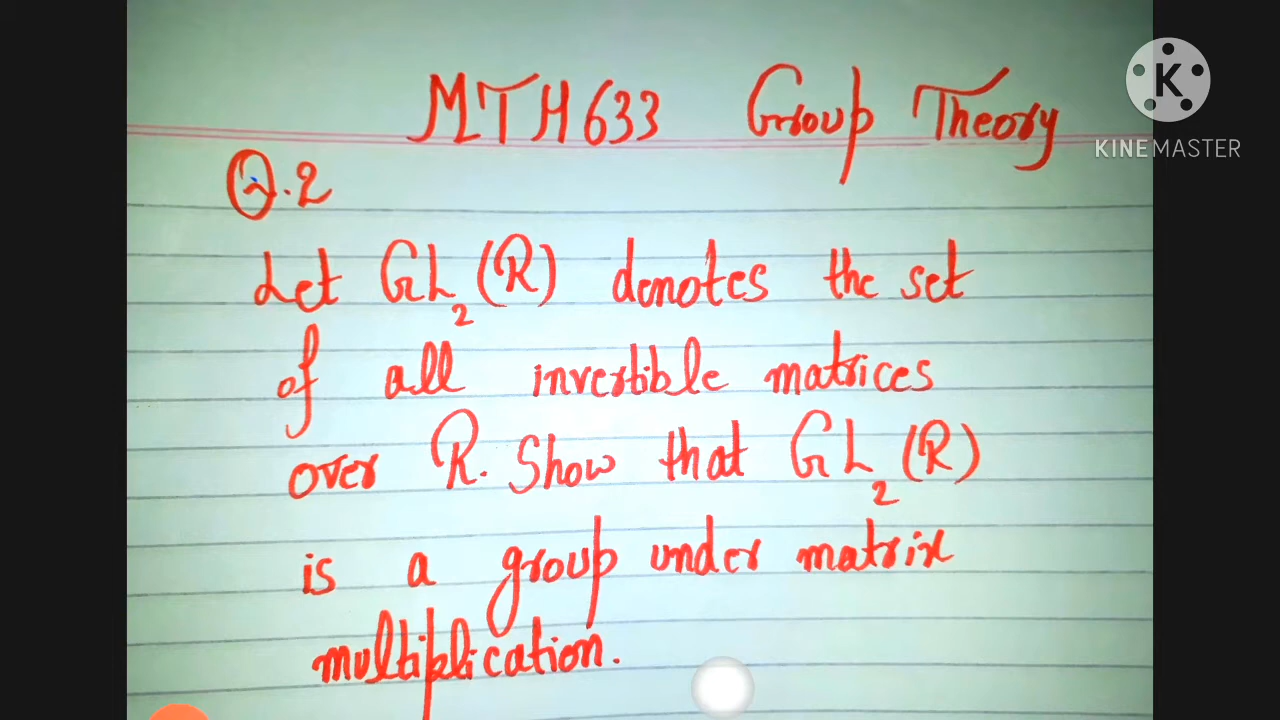 MTH633 Group Theory
KINEMASTER
Q.2
Let GL₂(R) denotes the set
of all invertible matrices
over R. Show that GL₂(R)
is a group under matrix
multiplication.